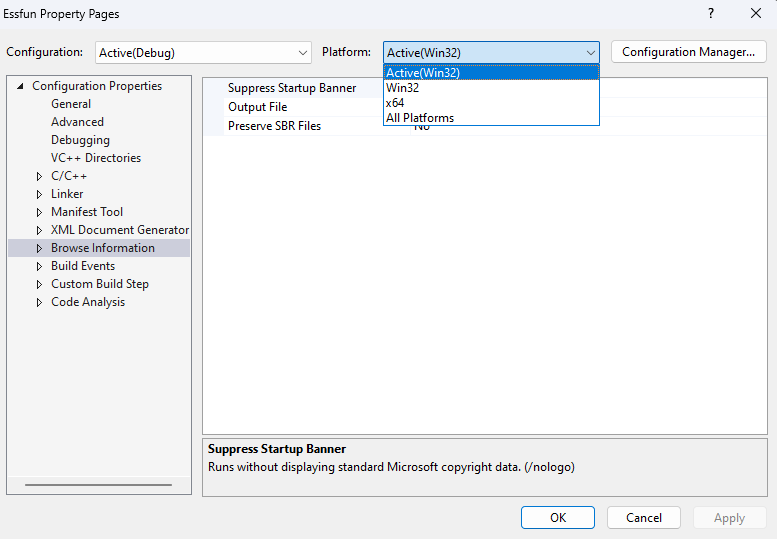 Essfun Property Pages ? ×
Configuration: Active(Debug) Platform: Active(Win32) Configuration Manager...
Configuration Properties
General
Advanced
Debugging
VC++ Directories
C/C++
Linker
Manifest Tool
XML Document Generator
Browse Information
Build Events
Custom Build Step
Code Analysis
Active(Win32)
Win32
x64
All Platforms
Suppress Startup Banner
Output File
Preserve SBR Files No
Suppress Startup Banner
Runs without displaying standard Microsoft copyright data. (/nologo)
OK Cancel Apply